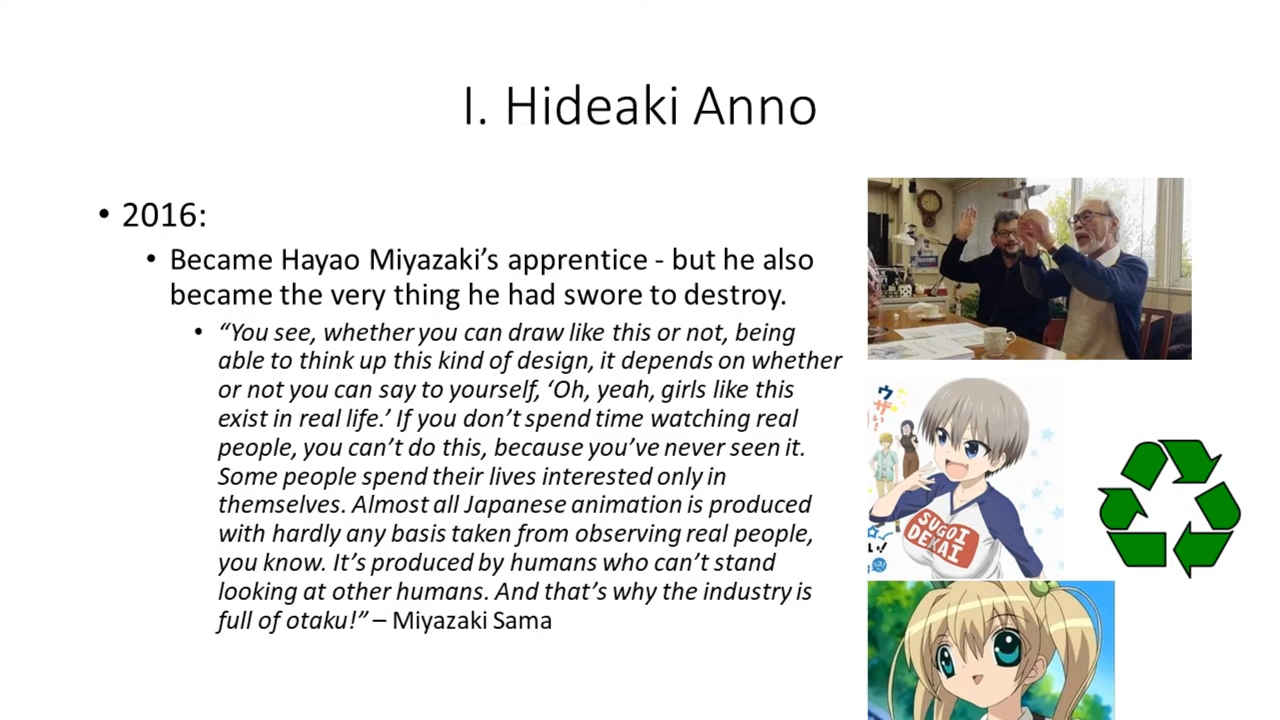 I. Hideaki Anno
• 2016:
• Became Hayao Miyazaki’s apprentice - but he also
became the very thing he had swore to destroy.
• “You see, whether you can draw like this or not, being
able to think up this kind of design, it depends on whether
or not you can say to yourself, ‘Oh, yeah, girls like this
exist in real life.’ If you don’t spend time watching real
people, you can’t do this, because you’ve never seen it.
Some people spend their lives interested only in
themselves. Almost all Japanese animation is produced
with hardly any basis taken from observing real people,
you know. It’s produced by humans who can’t stand
looking at other humans. And that’s why the industry is
full of otaku!” – Miyazaki Sama
ウザい!
SUGOI
DEKAI